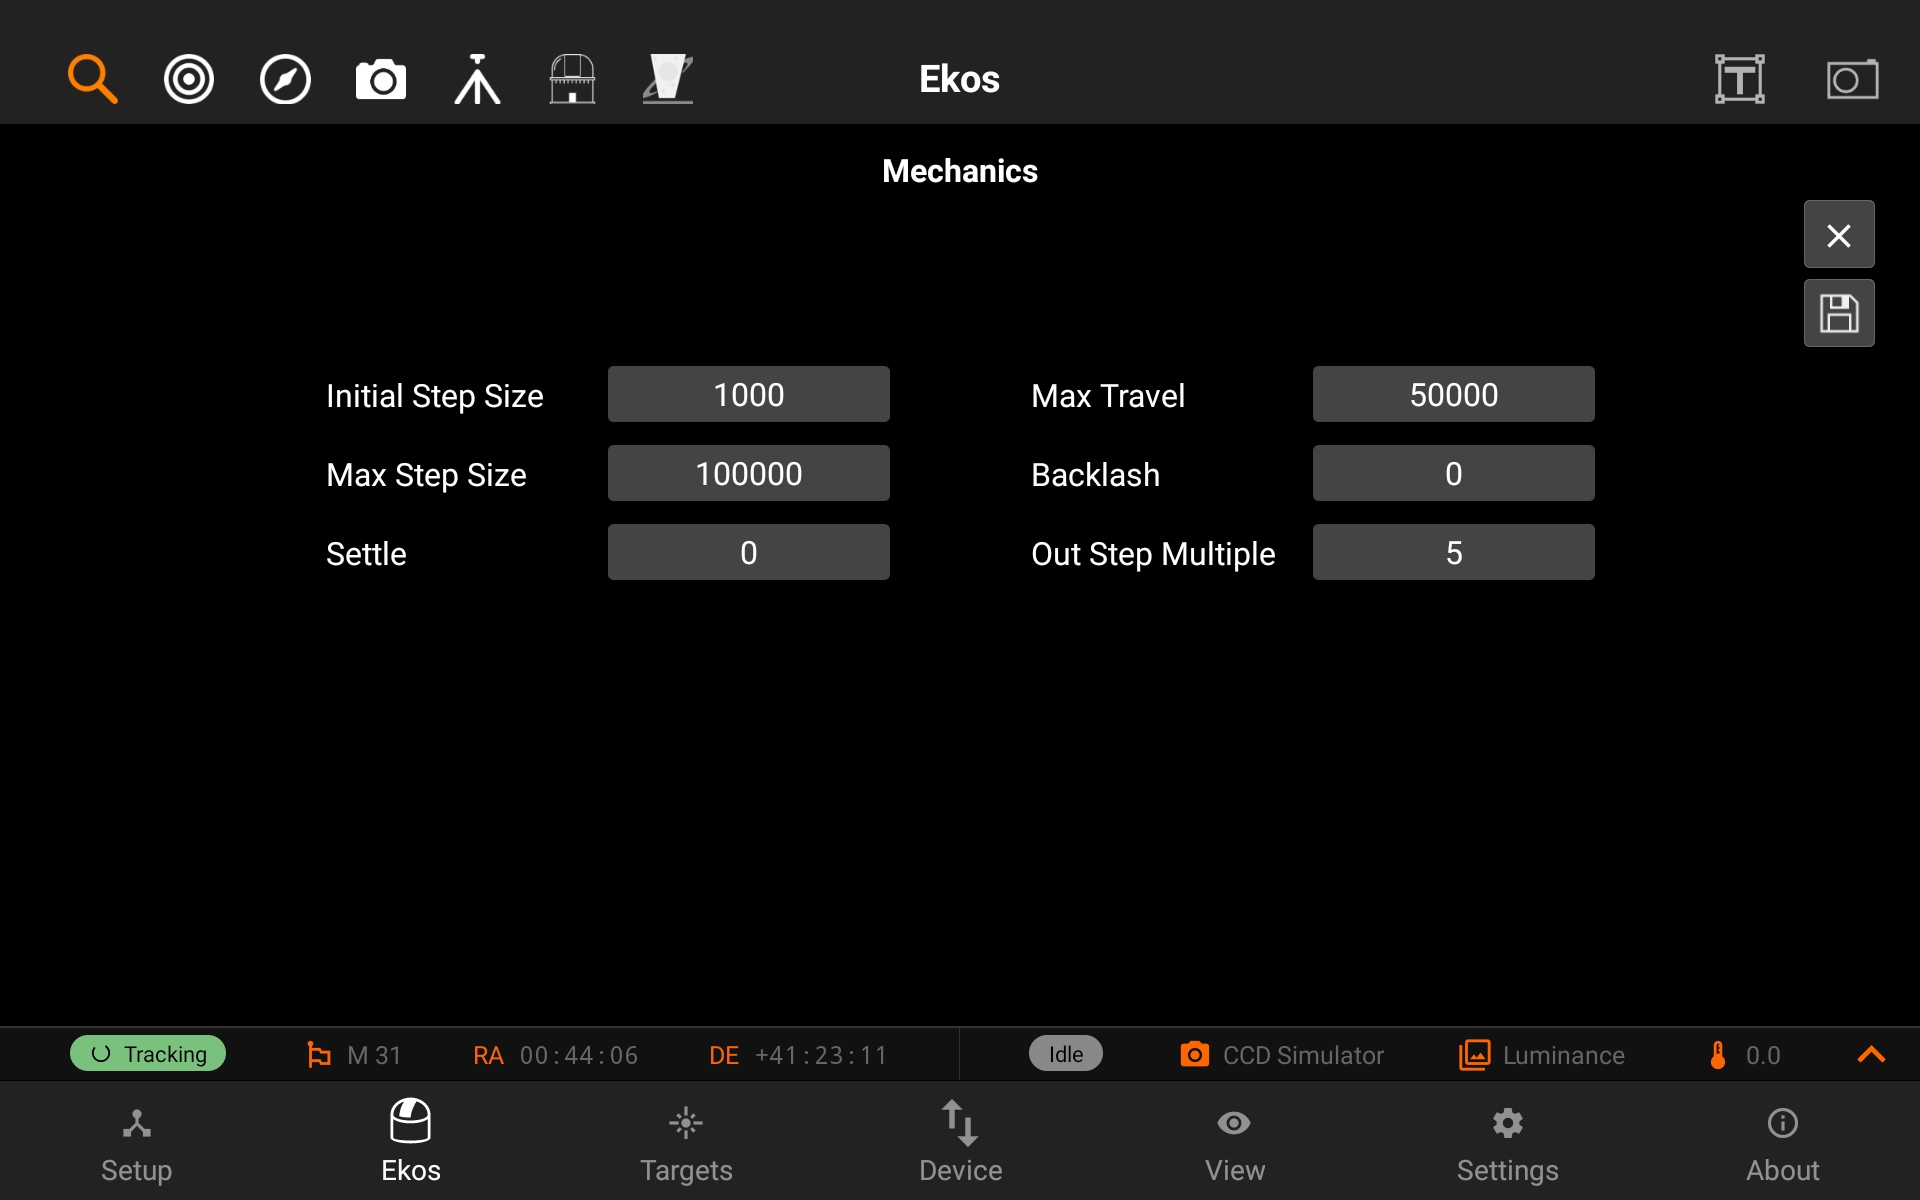 Ekos
Mechanics
Initial Step Size 1000 Max Travel 50000
Max Step Size 100000 Backlash 0
Settle 0 Out Step Multiple 5
Tracking M 31 RA 00:44:06 DE +41:23:11 Idle CCD Simulator Luminance 0.0
Setup Ekos Targets Device View Settings About